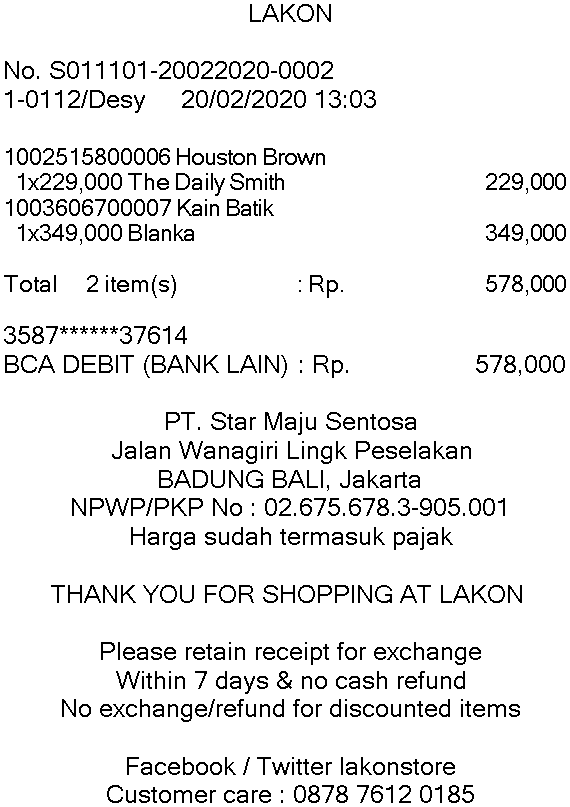 LAKON
No. S011101-20022020-0002
1-0112/Desy 20/02/2020 13:03
1002515800006 Houston Brown
1x229,000 The Daily Smith 229,000
1003606700007 Kain Batik
1x349,000 Blanka 349,000
Total 2 item(s) : Rp. 578,000
3587******37614
BCA DEBIT (BANK LAIN) : Rp. 578,000
PT. Star Maju Sentosa
Jalan Wanagiri Lingk Peselakan
BADUNG BALI, Jakarta
NPWP/PKP No : 02.675.678.3-905.001
Harga sudah termasuk pajak
THANK YOU FOR SHOPPING AT LAKON
Please retain receipt for exchange
Within 7 days & no cash refund
No exchange/refund for discounted items
Facebook / Twitter lakonstore
Customer care : 0878 7612 0185